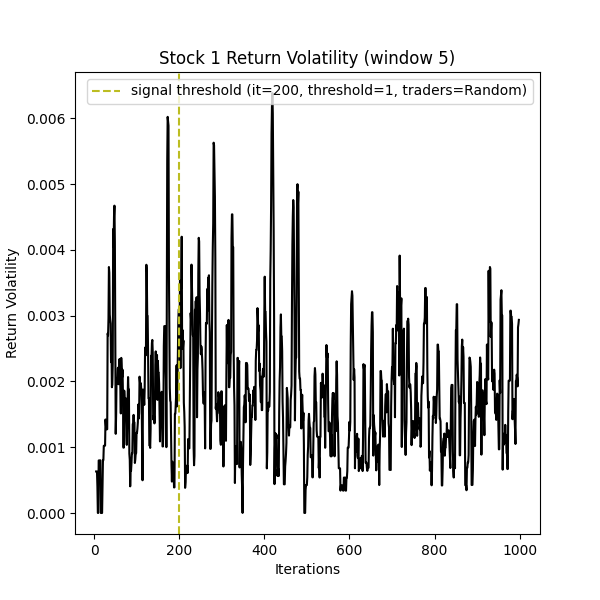 Stock 1 Return Volatility (window 5)
signal threshold (it=200, threshold=1, traders=Random)
Return Volatility
0.006
0.005
0.004
0.003
0.002
0.001
0.000
0 200 400 600 800 1000
Iterations